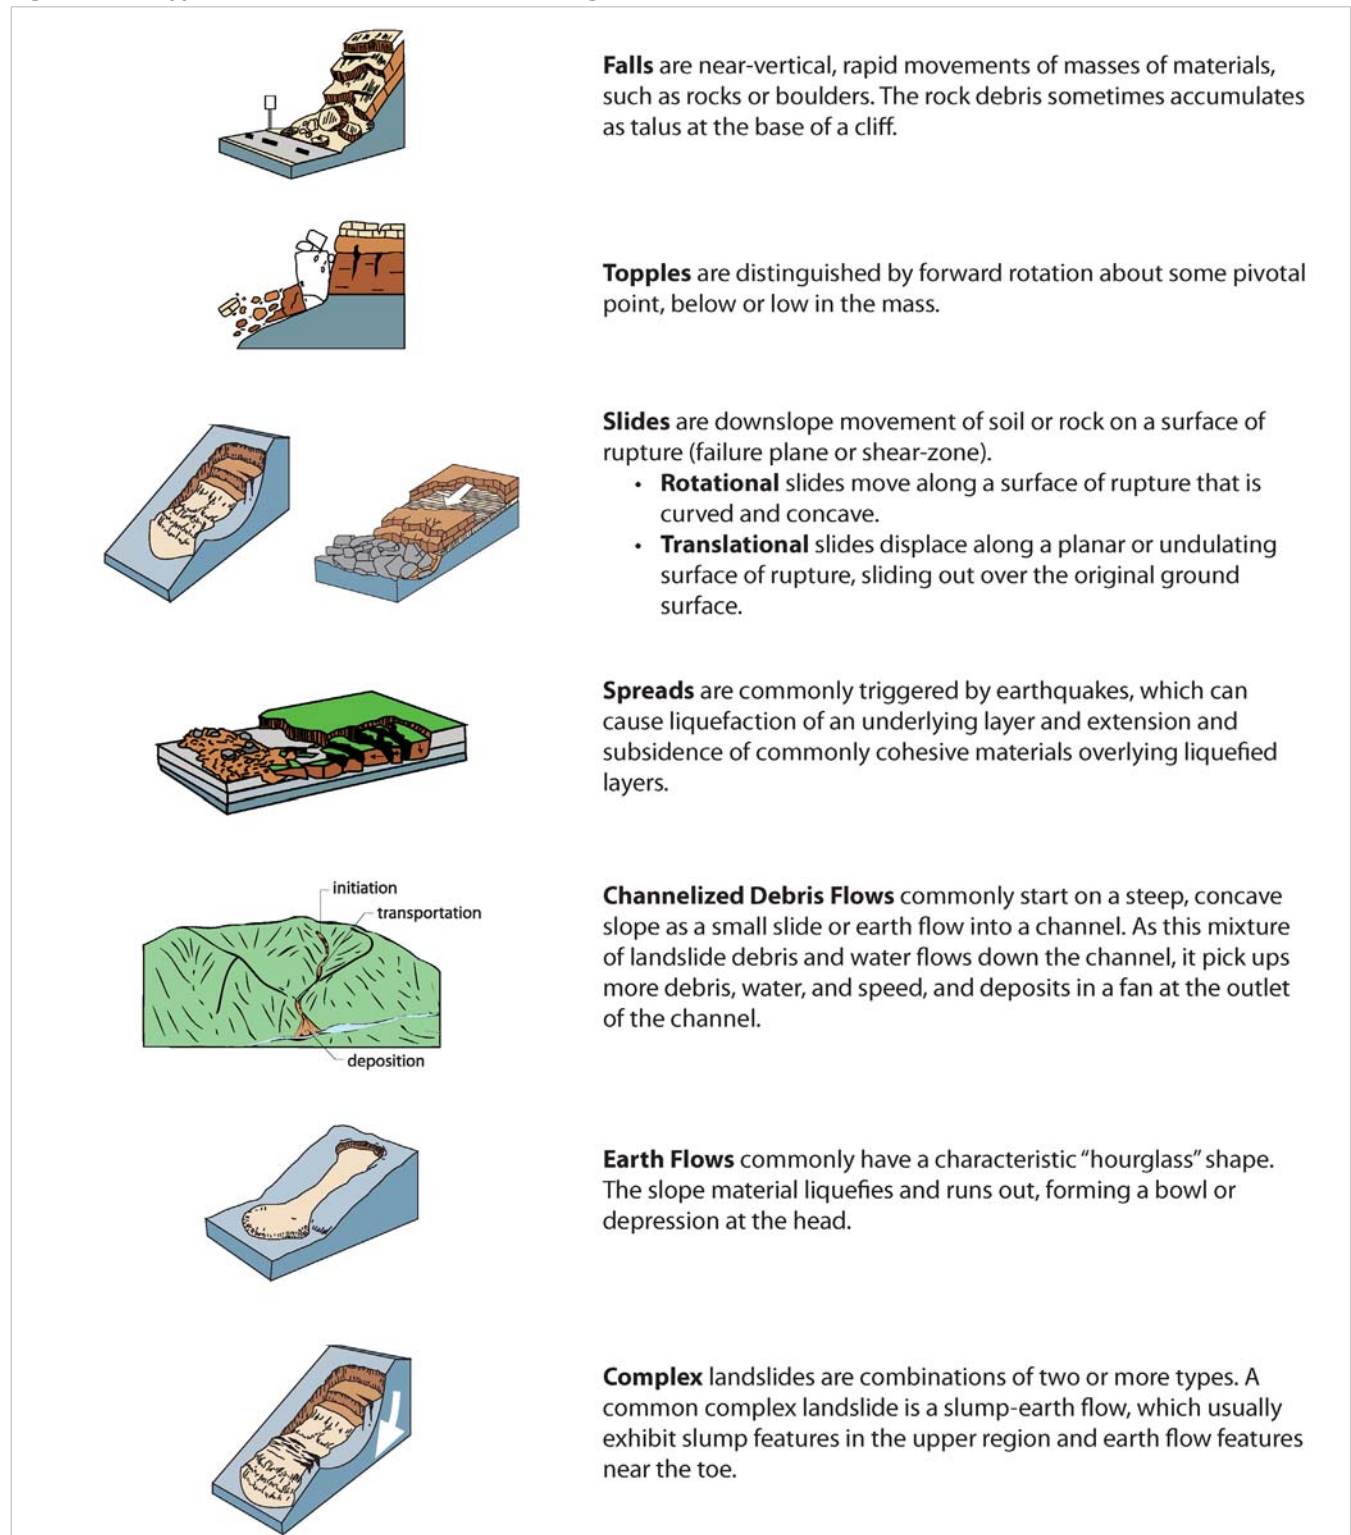 Falls are near-vertical, rapid movements of masses of materials,
such as rocks or boulders. The rock debris sometimes accumulates
as talus at the base of a cliff.
Topples are distinguished by forward rotation about some pivotal
point, below or low in the mass.
Slides are downslope movement of soil or rock on a surface of
rupture (failure plane or shear-zone).
• Rotational slides move along a surface of rupture that is
curved and concave.
• Translational slides displace along a planar or undulating
surface of rupture, sliding out over the original ground
surface.
Spreads are commonly triggered by earthquakes, which can
cause liquefaction of an underlying layer and extension and
subsidence of commonly cohesive materials overlying liquefied
layers.
initiation
transportation
deposition
Channelized Debris Flows commonly start on a steep, concave
slope as a small slide or earth flow into a channel. As this mixture
of landslide debris and water flows down the channel, it pick ups
more debris, water, and speed, and deposits in a fan at the outlet
of the channel.
Earth Flows commonly have a characteristic “hourglass” shape.
The slope material liquefies and runs out, forming a bowl or
depression at the head.
Complex landslides are combinations of two or more types. A
common complex landslide is a slump-earth flow, which usually
exhibit slump features in the upper region and earth flow features
near the toe.